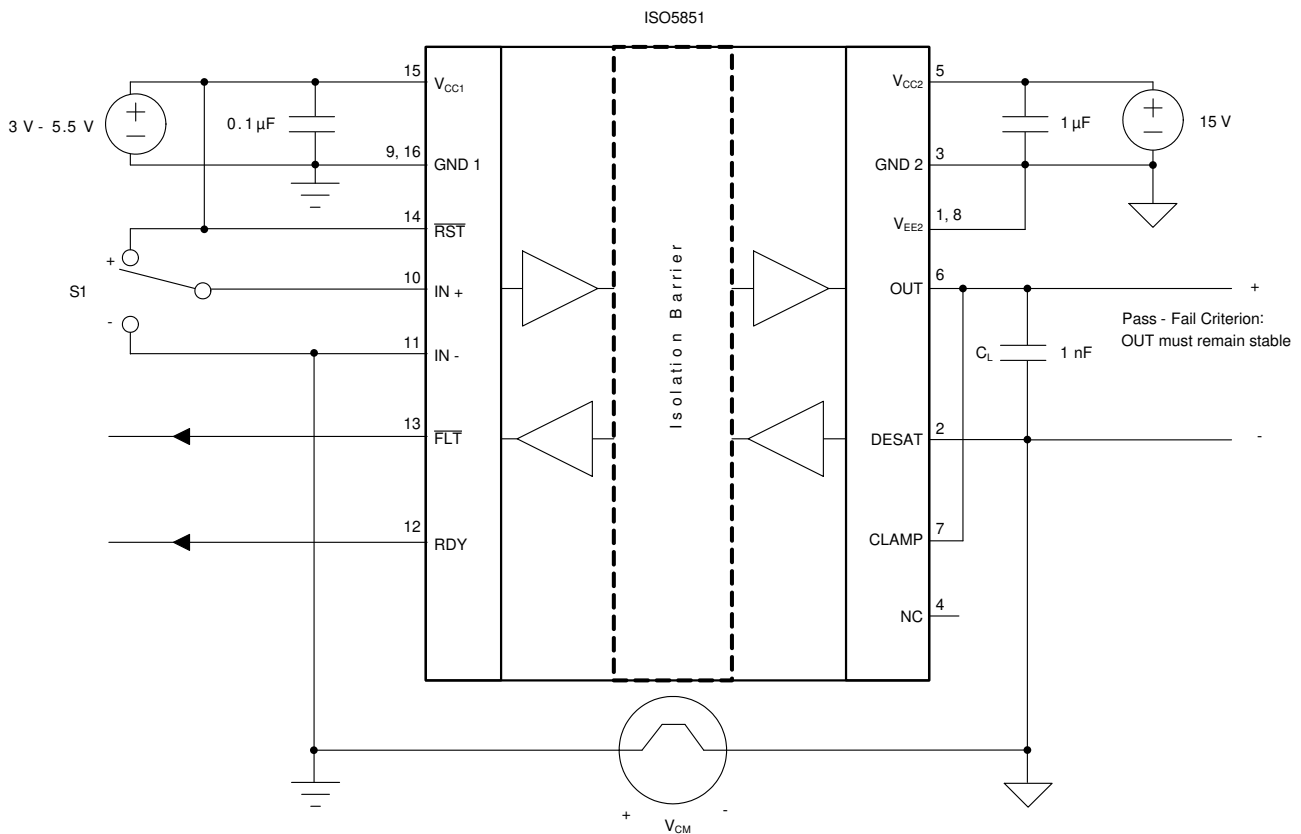 ISO5851
15
VCC1
5
VCC2
3 V - 5.5 V
+
−
0.1 µF
1 µF
+
−
15 V
9, 16
GND 1
3
GND 2
14
RST
1, 8
VEE2
+
S1
-
10
IN +
6
OUT
+
Pass - Fail Criterion:
OUT must remain stable
11
IN -
CL
1 nF
Isolation Barrier
13
FLT
2
DESAT
-
12
RDY
7
CLAMP
4
NC
+
-
VCM